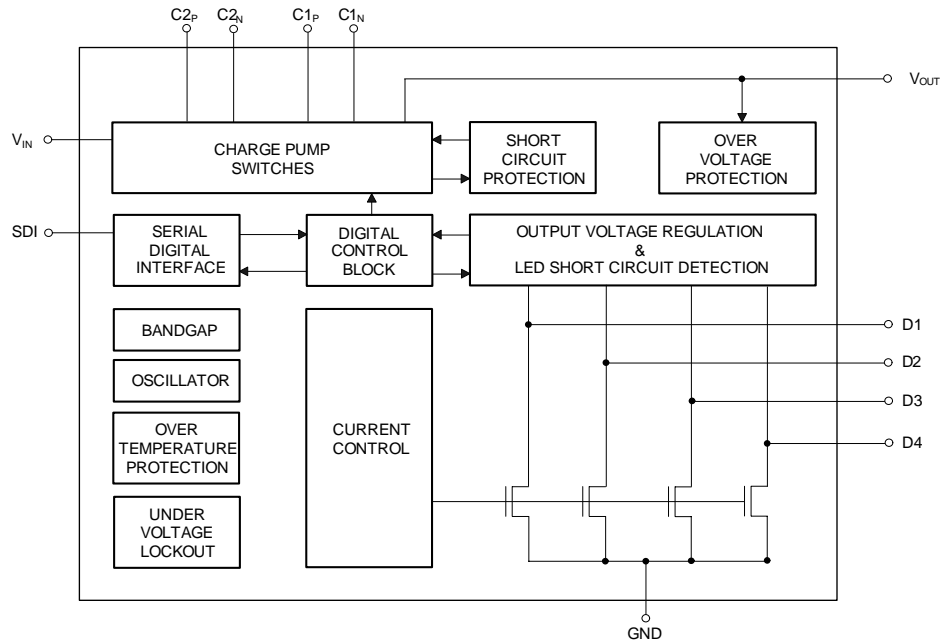 C2P C2N C1P C1N
VOUT
VIN
CHARGE PUMP
SWITCHES
SHORT
CIRCUIT
PROTECTION
OVER
VOLTAGE
PROTECTION
SDI
SERIAL
DIGITAL
INTERFACE
DIGITAL
CONTROL
BLOCK
OUTPUT VOLTAGE REGULATION
&
LED SHORT CIRCUIT DETECTION
BANDGAP
OSCILLATOR
OVER
TEMPERATURE
PROTECTION
UNDER
VOLTAGE
LOCKOUT
CURRENT
CONTROL
D1
D2
D3
D4
GND